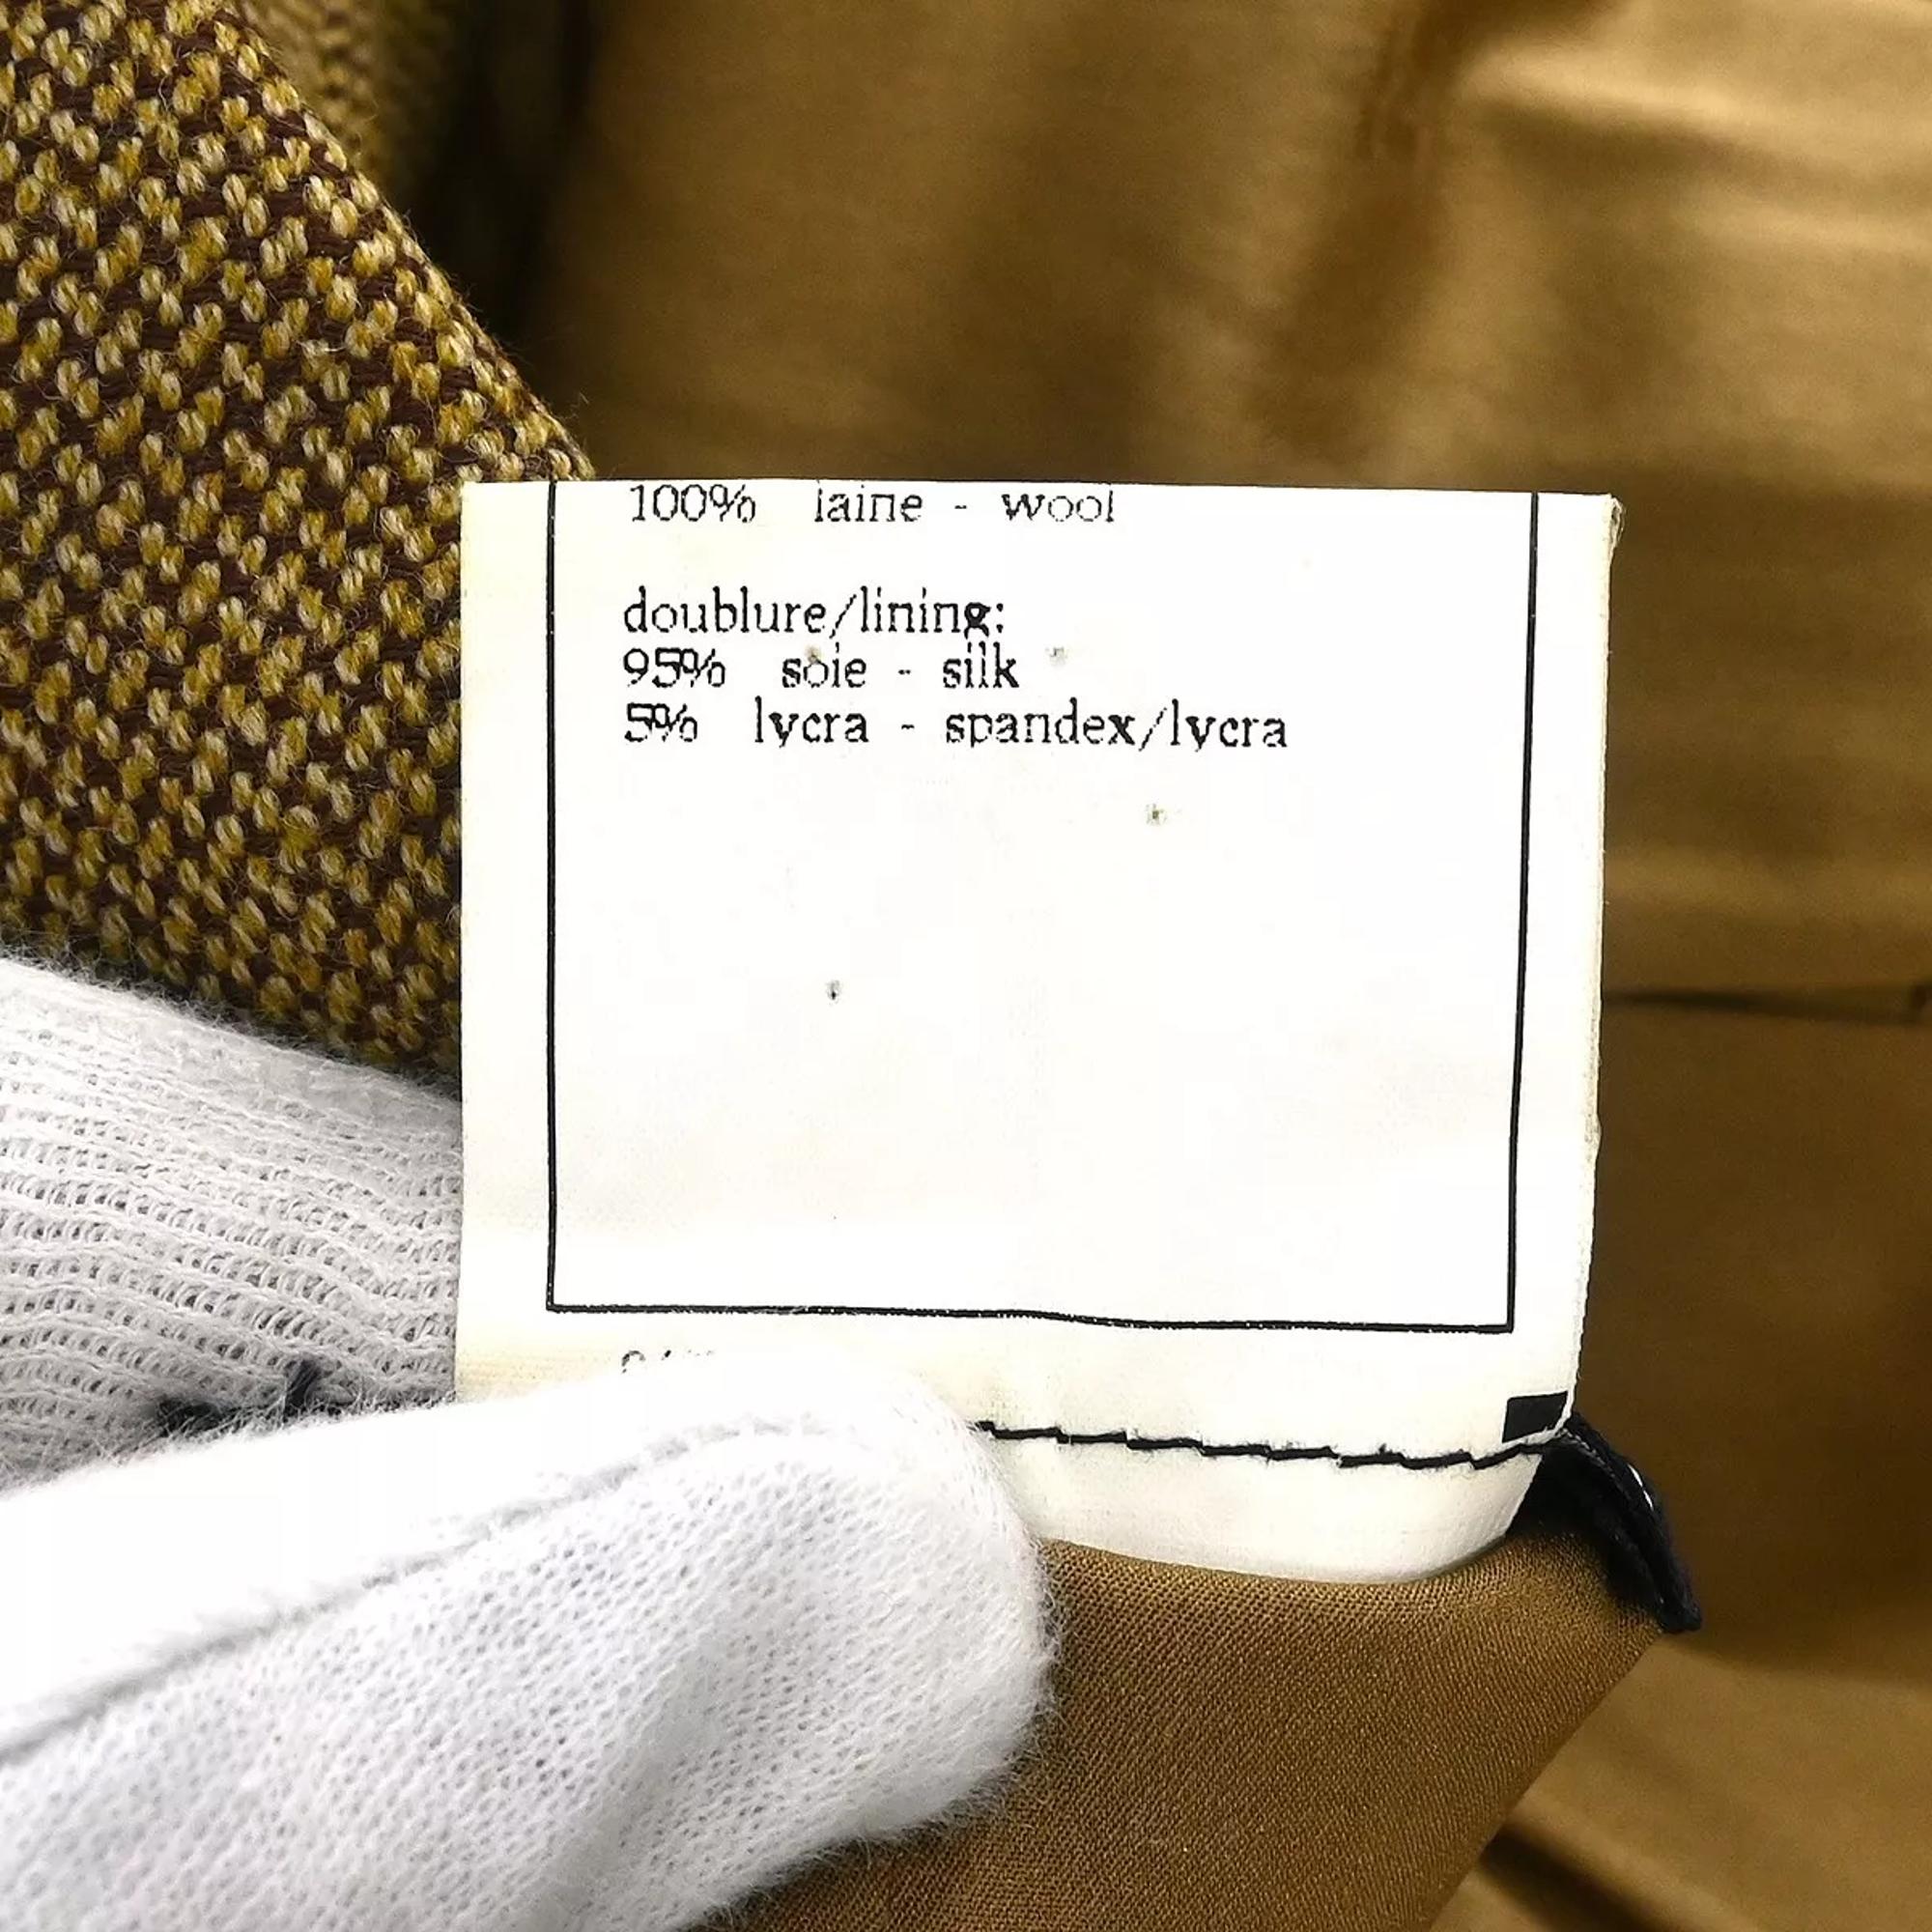 100% laine - wool
doublure/lining:
95% soie - silk
5% lycra - spandex/lycra